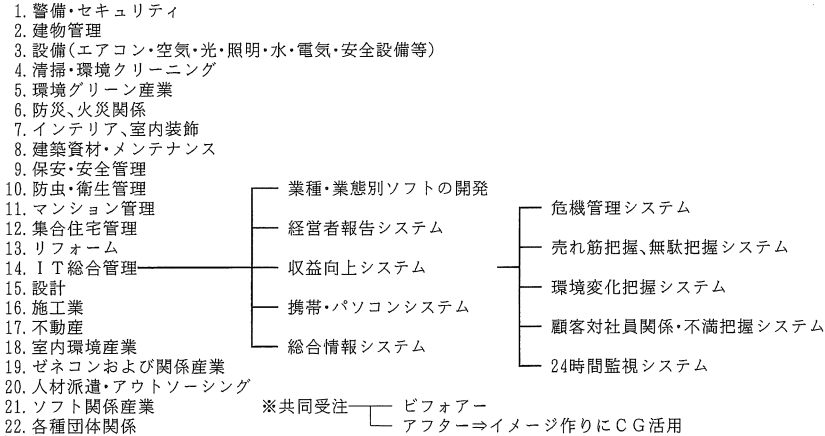 1. 警備・セキュリティ
2. 建物管理
3. 設備(エアコン・空気・光・照明・水・電気・安全設備等)
4. 清掃・環境クリーニング
5. 環境グリーン産業
6. 防災、火災関係
7. インテリア、室内装飾
8. 建築資材・メンテナンス
9. 保安・安全管理
10. 防虫・衛生管理
11. マンション管理
12. 集合住宅管理
13. リフォーム
14. IT総合管理
15. 設計
16. 施工業
17. 不動産
18. 室内環境産業
19. ゼネコンおよび関係産業
20. 人材派遣・アウトソーシング
21. ソフト関係産業
22. 各種団体関係
業種・業態別ソフトの開発
経営者報告システム
収益向上システム
携帯・パソコンシステム
総合情報システム
危機管理システム
売れ筋把握、無駄把握システム
環境変化把握システム
顧客対社員関係・不満把握システム
24時間監視システム
※共同受注
ビフォアー
アフター⇒イメージ作りにCG活用